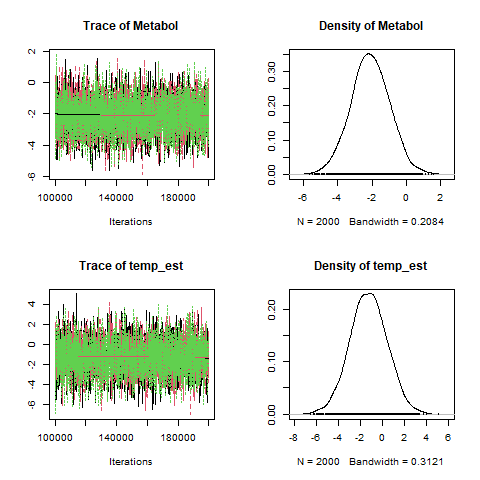 Trace of Metabol
2
0
-2
-4
-6
100000 140000 180000
Iterations
Density of Metabol
0.30
0.20
0.10
0.00
-6 -4 -2 0 2
N = 2000 Bandwidth = 0.2084
Trace of temp_est
4
2
0
-2
-4
-6
100000 140000 180000
Iterations
Density of temp_est
0.20
0.10
0.00
-8 -6 -4 -2 0 2 4 6
N = 2000 Bandwidth = 0.3121